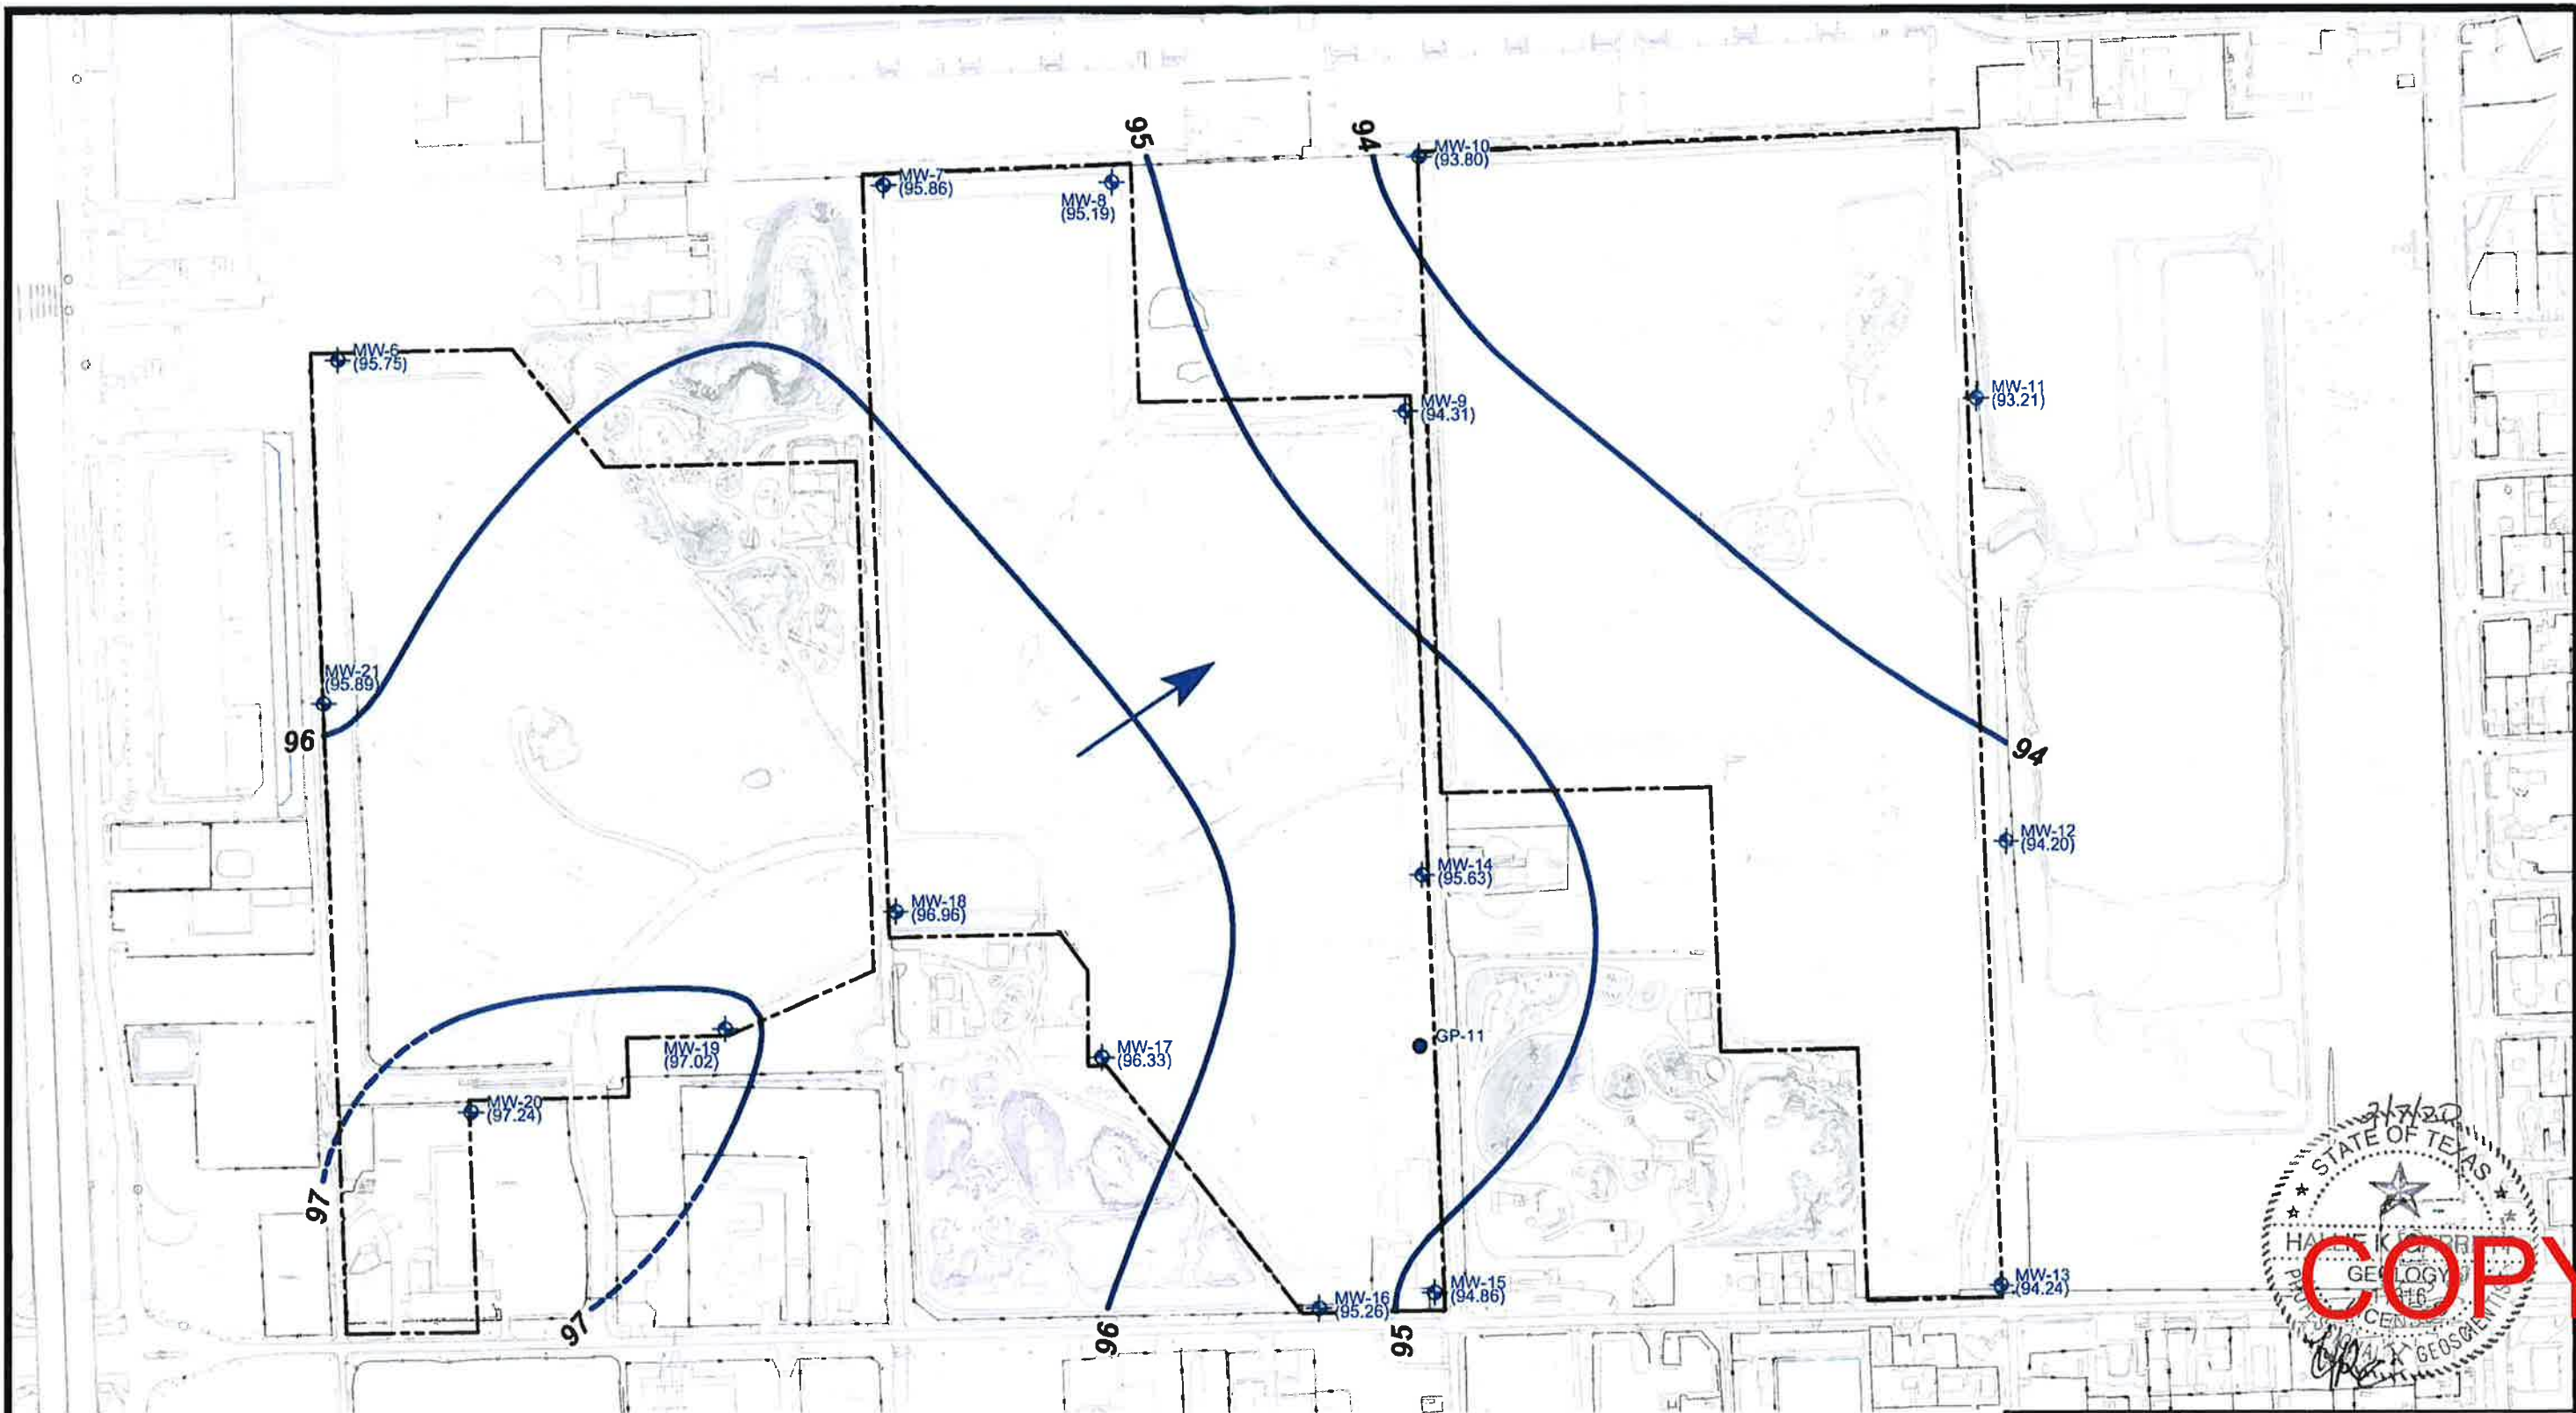 95
94
MW-10
(93.80)
MW-7
(95.86)
MW-8
(95.19)
MW-6
(95.75)
MW-11
(93.21)
MW-9
(94.31)
MW-21
(95.89)
96
94
MW-12
(94.20)
MW-14
(95.63)
MW-18
(96.96)
MW-19
(97.02)
MW-17
(96.33)
GP-11
MW-20
(97.24)
97
97
96
MW-16
(95.26)
95
MW-15
(94.86)
MW-13
(94.24)
STATE OF TEXAS
HALLIE K
GEOLOGY
COPY